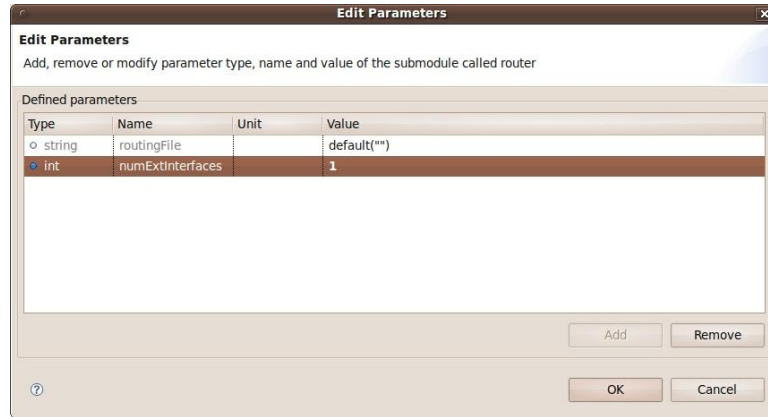 Edit Parameters
Edit Parameters
Add, remove or modify parameter type, name and value of the submodule called router
Defined parameters
Type Name Unit Value
string routingFile default("")
int numExtInterfaces 1
Add Remove
OK Cancel